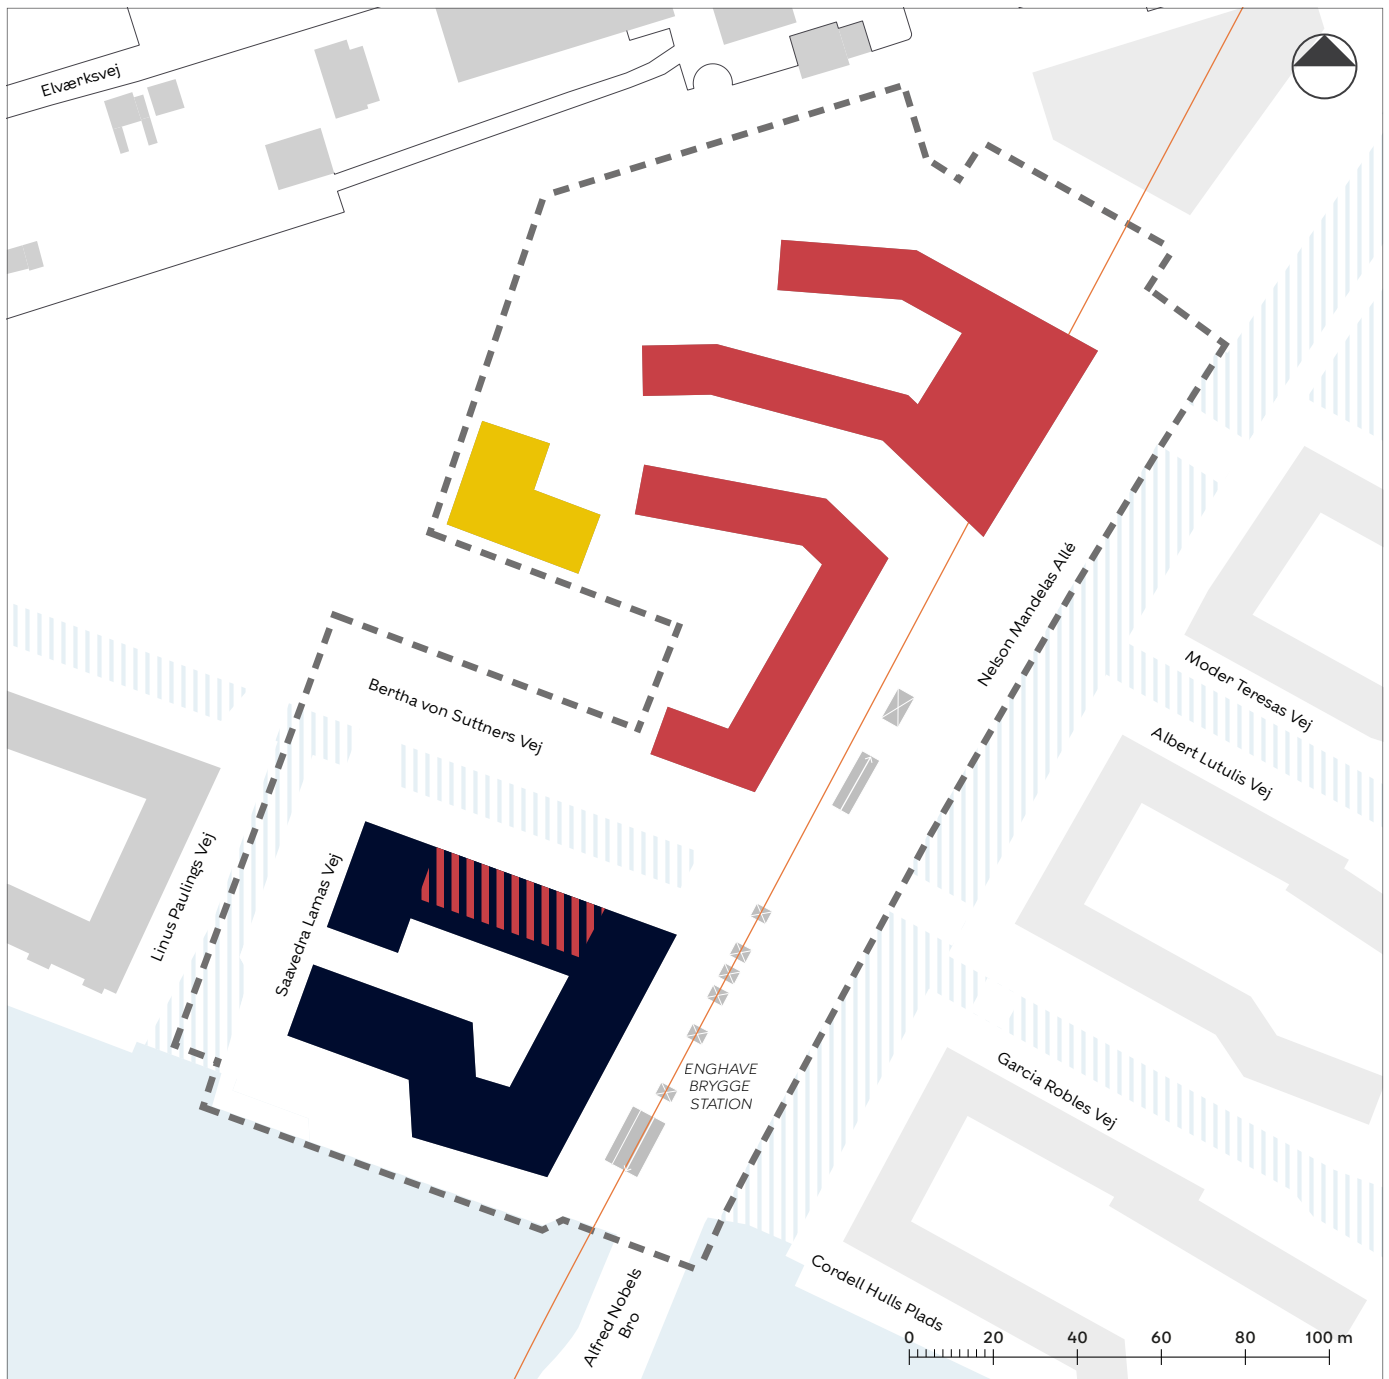 Elværksvej
Nelson Mandelas Allé
Moder Teresas Vej
Bertha von Suttners Vej
Albert Lutulis Vej
Linus Paulings Vej
Saavedra Lamas Vej
ENGHAVE
BRYGGE
STATION
Garcia Robles Vej
Cordell Hulls Plads
Alfred Nobels
Bro
0 20 40 60 80 100 m